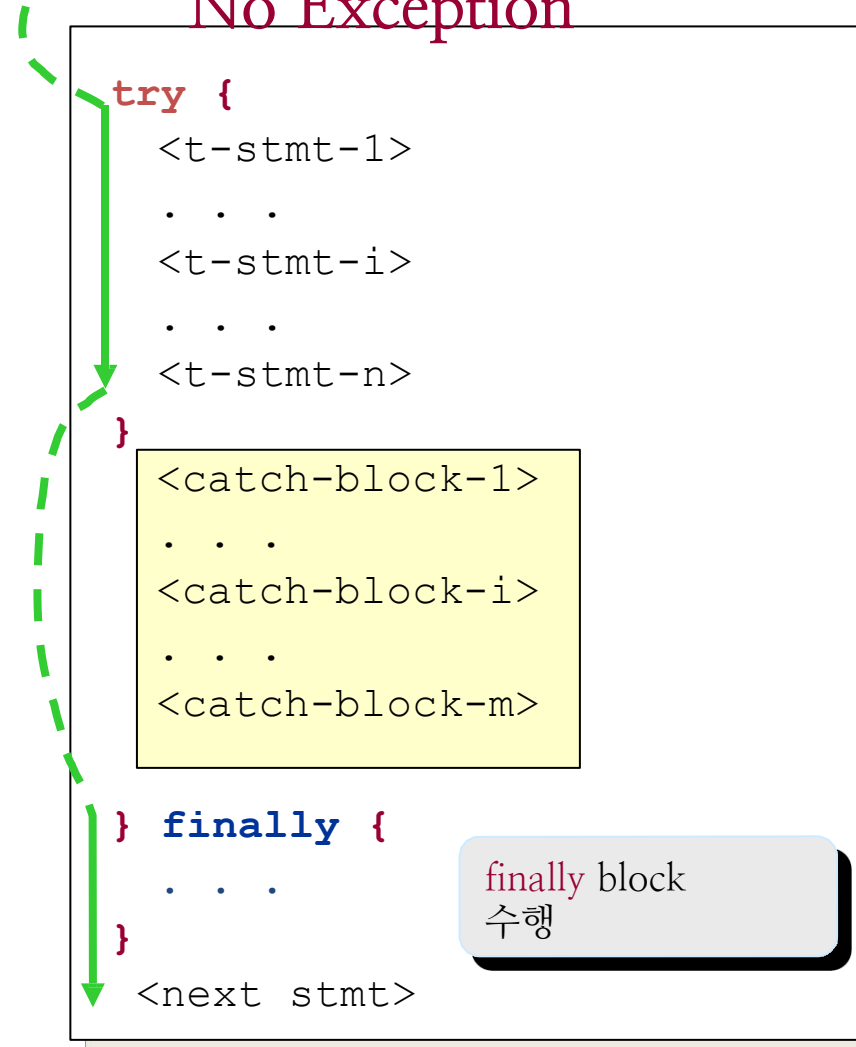 No Exception
try {
<t-stmt-1>
. . .
<t-stmt-i>
. . .
<t-stmt-n>
}
<catch-block-1>
. . .
<catch-block-i>
. . .
<catch-block-m>
} finally {
. . .
}
<next stmt>
finally block
수행